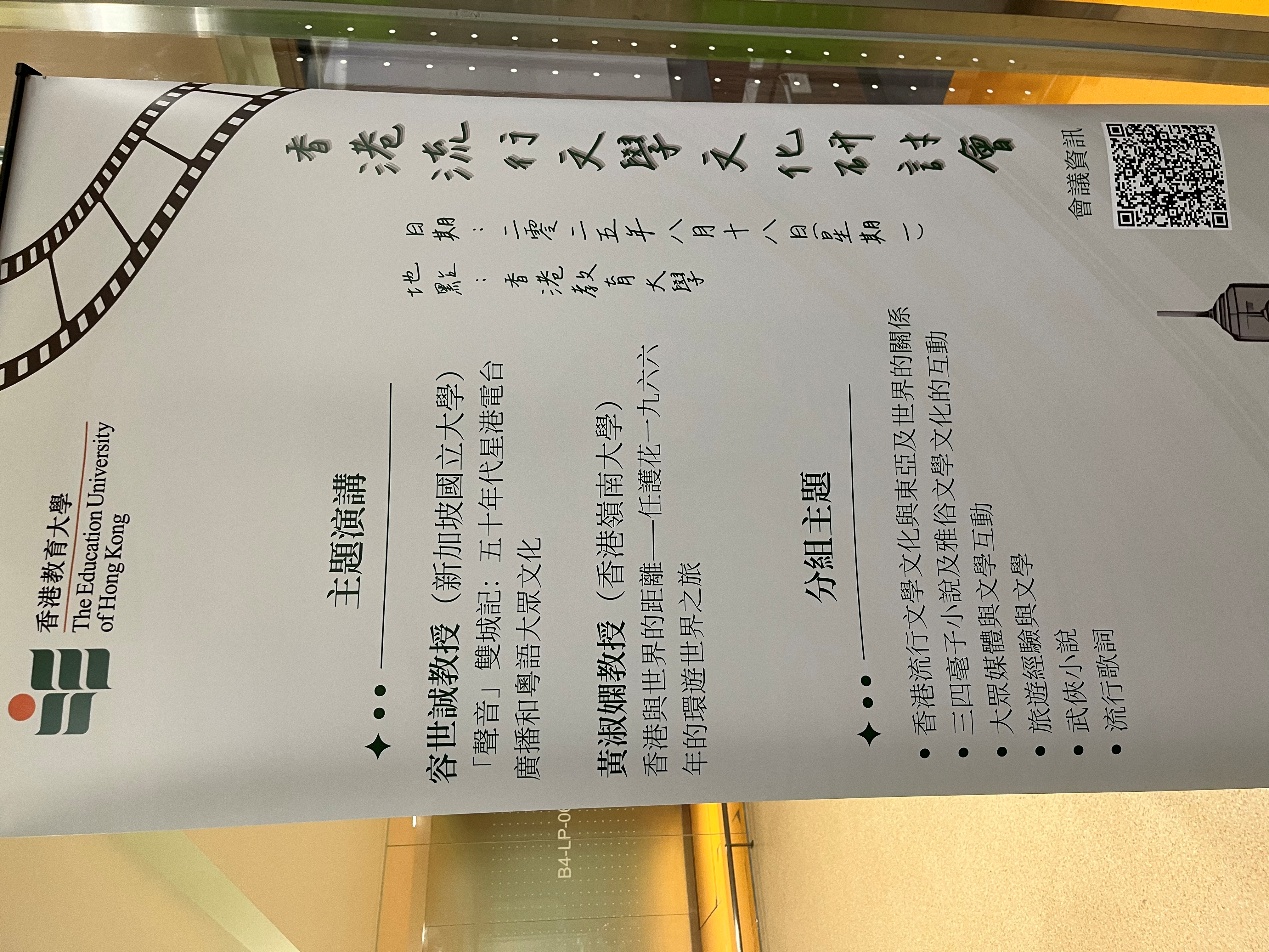 香港教育大學
The Education University
of Hong Kong
香港流行文學文化研討會
日期：二零二五年八月十八日(星期一)
地點：香港教育大學
主題演講
容世誠教授（新加坡國立大學）
「聲音」雙城記：五十年代星港電台
廣播和粵語大眾文化
黃淑嫻教授（香港嶺南大學）
香港與世界的距離——任護花一九六六
年的環遊世界之旅
分組主題
• 香港流行文學文化與東亞及世界的關係
• 三四毫子小說及雅俗文學文化的互動
• 大眾媒體與文學互動
• 旅遊經驗與文學
• 武俠小說
• 流行歌詞
會議資訊